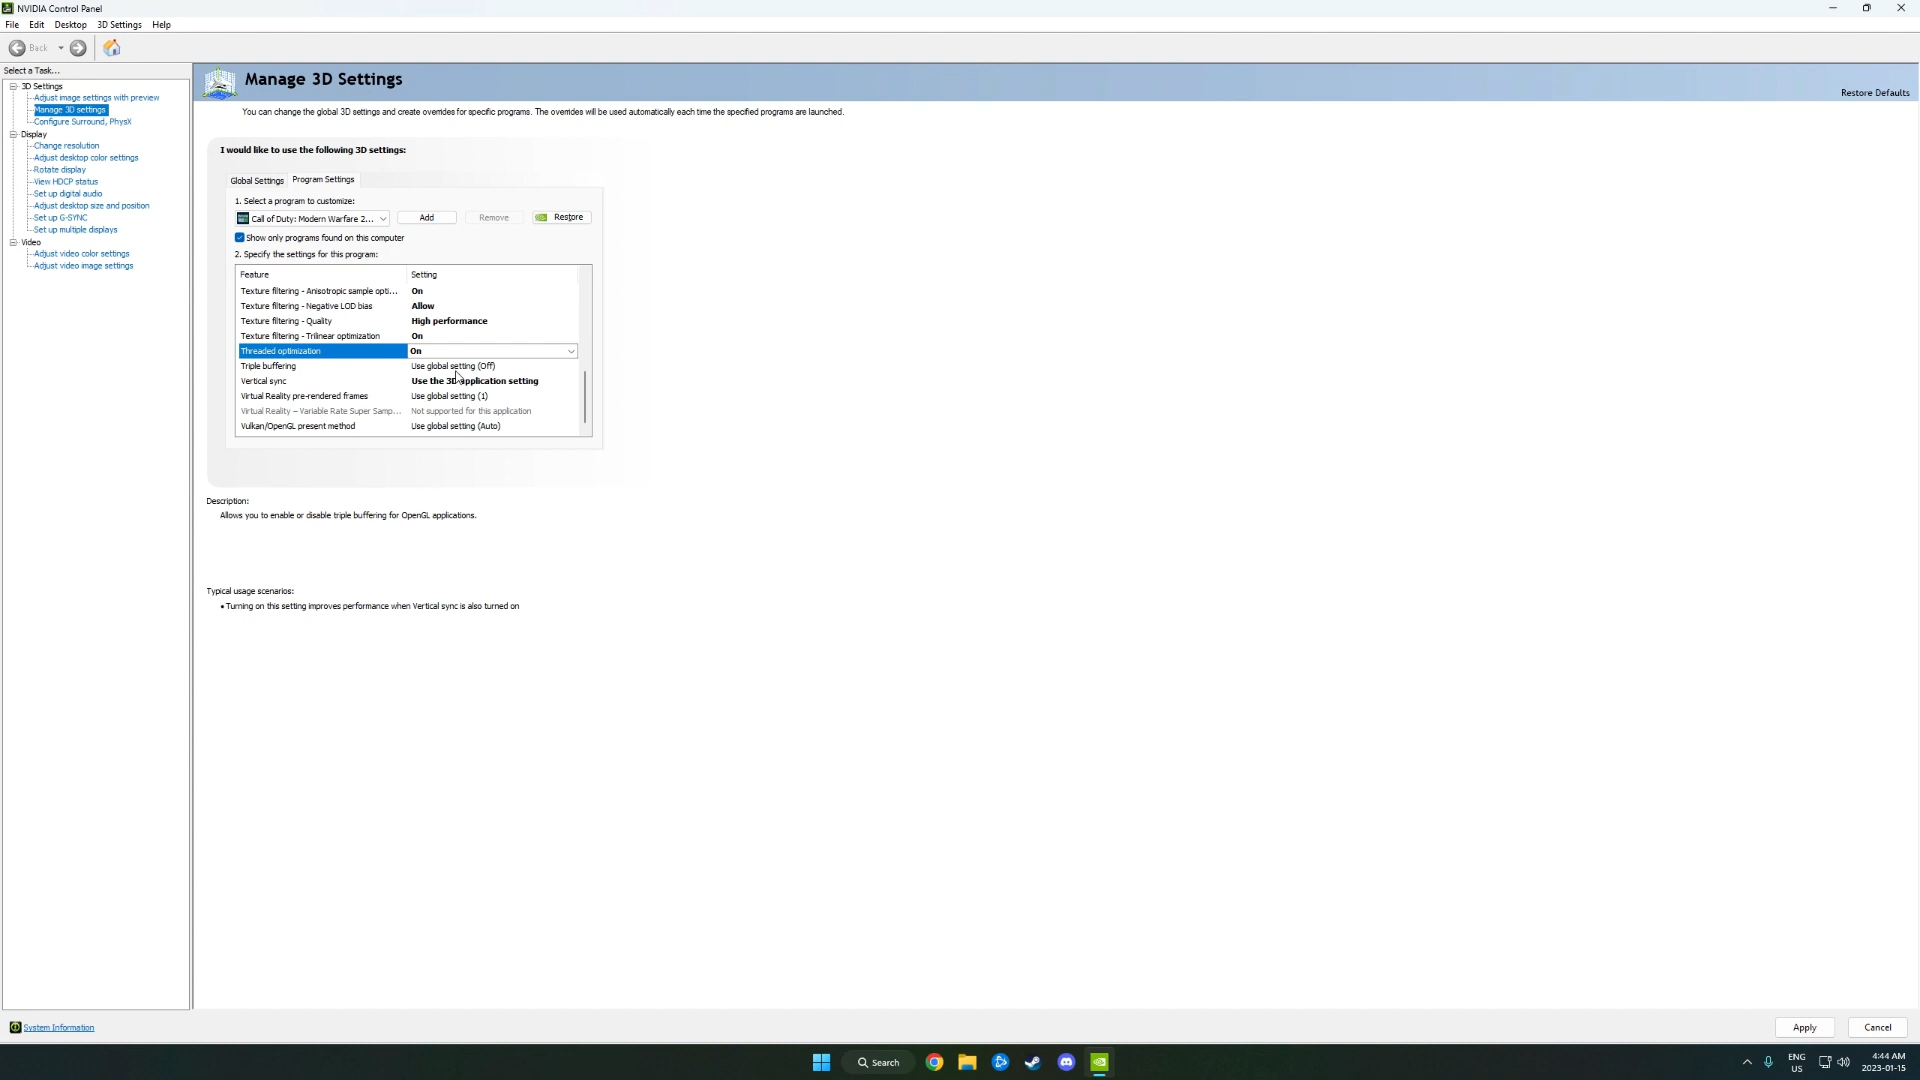 NVIDIA Control Panel
File Edit Desktop 3D Settings Help
Back
Select a Task...
3D Settings
Adjust image settings with preview
Manage 3D settings
Configure Surround, PhysX
Display
Change resolution
Adjust desktop color settings
Rotate display
View HDCP status
Set up digital audio
Adjust desktop size and position
Set up G-SYNC
Set up multiple displays
Video
Adjust video color settings
Adjust video image settings
System Information
Manage 3D Settings
Restore Defaults
You can change the global 3D settings and create overrides for specific programs. The overrides will be used automatically each time the specified programs are launched.
I would like to use the following 3D settings:
Global Settings Program Settings
1. Select a program to customize:
Call of Duty: Modern Warfare 2... Add Remove Restore
Show only programs found on this computer
2. Specify the settings for this program:
Feature Setting
Texture filtering - Anisotropic sample opti... On
Texture filtering - Negative LOD bias Allow
Texture filtering - Quality High performance
Texture filtering - Trilinear optimization On
Threaded optimization On
Triple buffering Use global setting (Off)
Vertical sync Use the 3D application setting
Virtual Reality pre-rendered frames Use global setting (1)
Virtual Reality – Variable Rate Super Samp... Not supported for this application
Vulkan/OpenGL present method Use global setting (Auto)
Description:
Allows you to enable or disable triple buffering for OpenGL applications.
Typical usage scenarios:
• Turning on this setting improves performance when Vertical sync is also turned on
Apply Cancel
Search
ENG
US
4:44 AM
2023-01-15